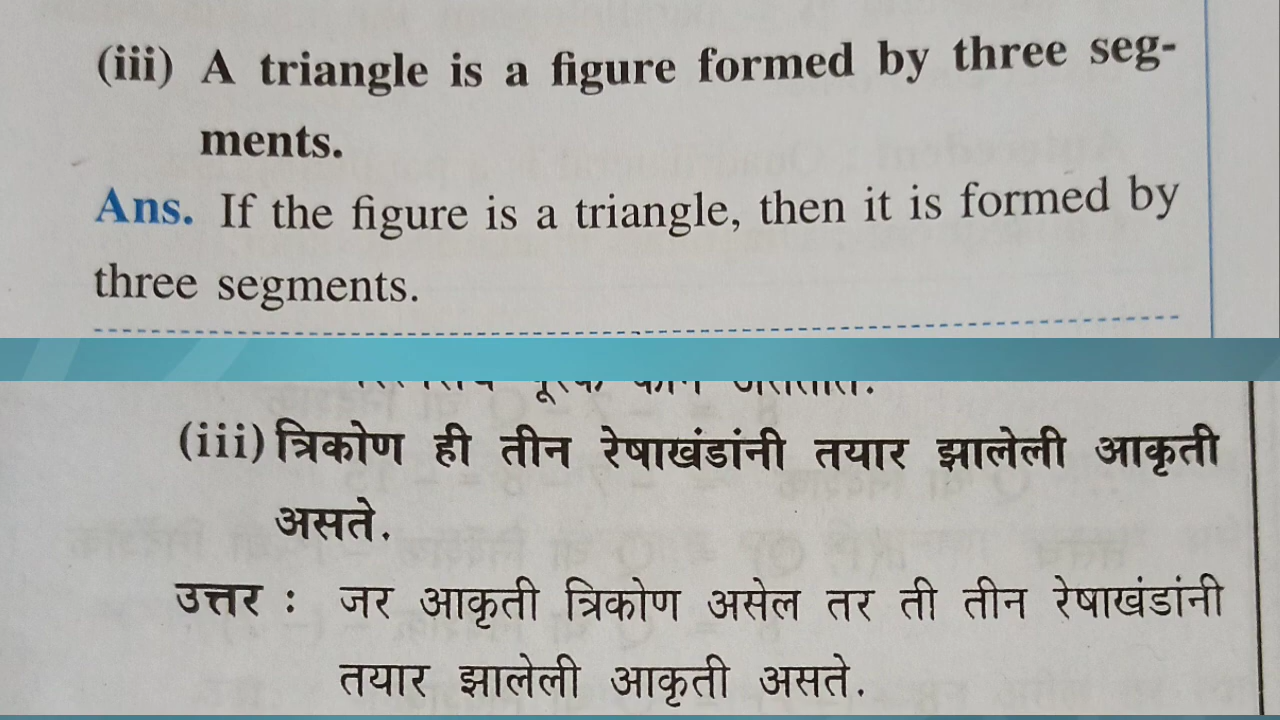 (iii) A triangle is a figure formed by three seg-
ments.
Ans. If the figure is a triangle, then it is formed by
three segments.
(iii) त्रिकोण ही तीन रेषाखंडांनी तयार झालेली आकृती
असते.
उत्तर : जर आकृती त्रिकोण असेल तर ती तीन रेषाखंडांनी
तयार झालेली आकृती असते.